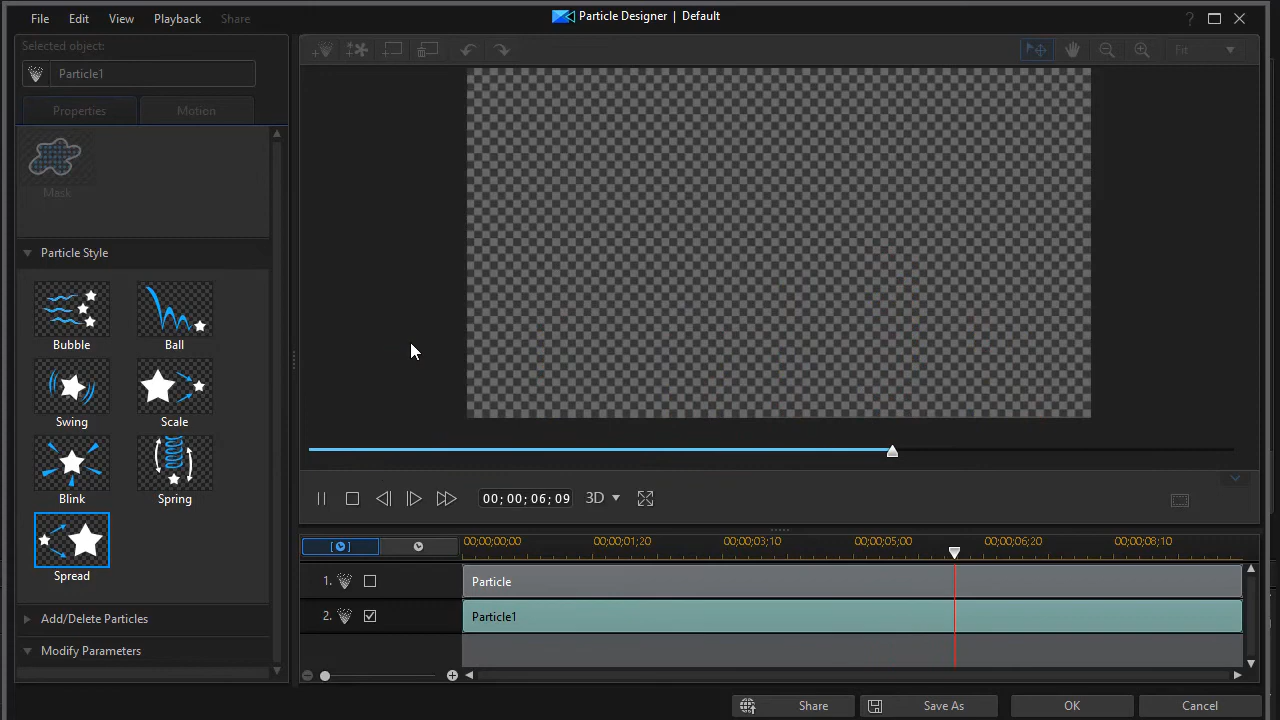 Particle Designer | Default
File Edit View Playback Share
?
Selected object:
Particle1
Fit
Properties Motion
Mask
Particle Style
Bubble Ball
Swing Scale
Blink Spring
Spread
00; 00; 06; 09 3D
00;00;00;00 00;00;01;20 00;00;03;10 00;00;05;00 00;00;06;20 00;00;08;10
1. Particle
2. Particle1
Add/Delete Particles
Modify Parameters
Share Save As OK Cancel